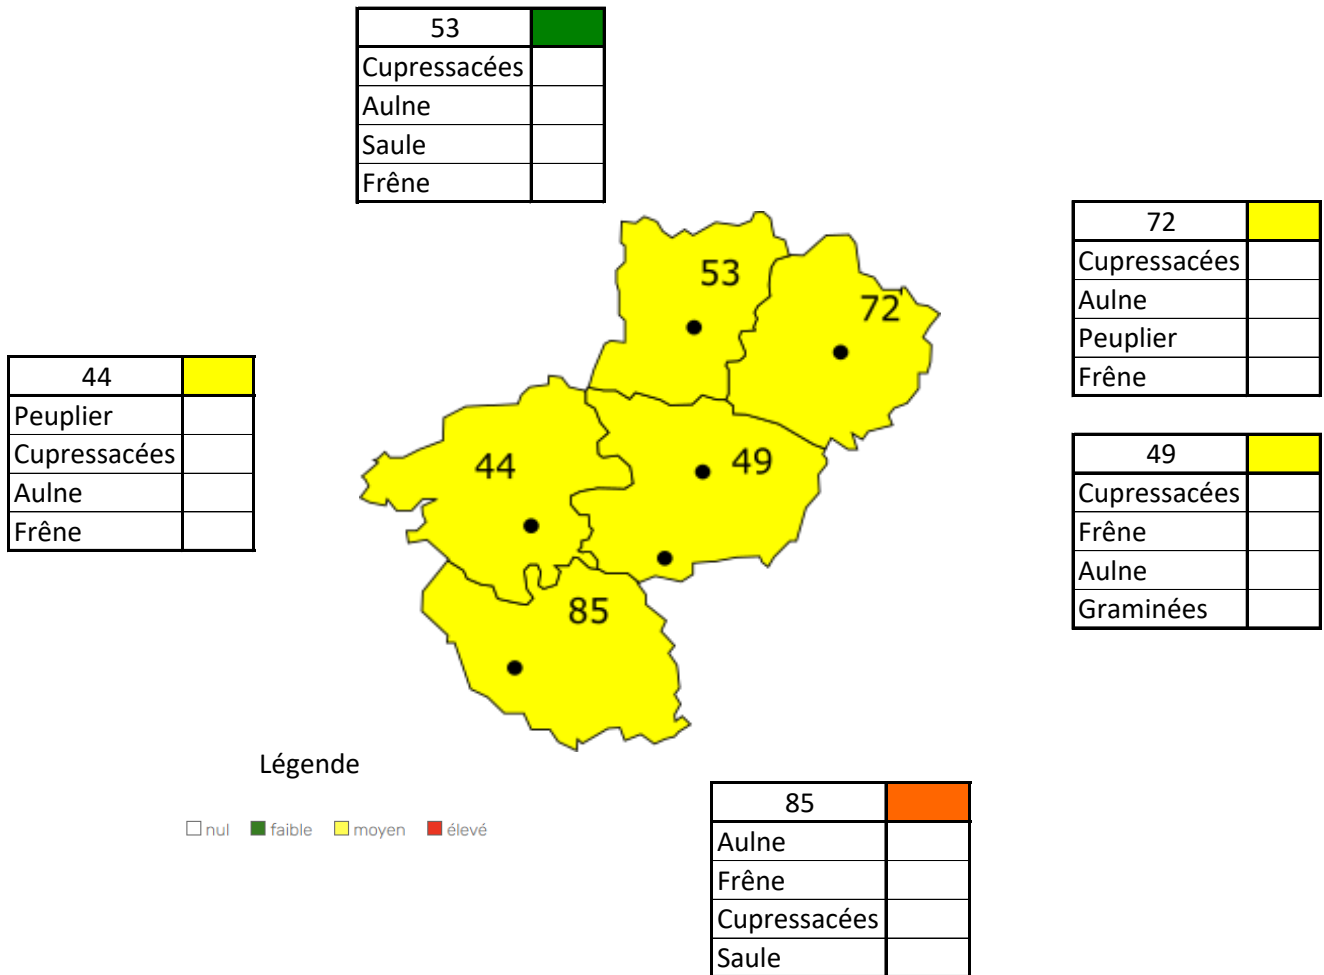 53
Cupressacées
Aulne
Saule
Frêne
72
Cupressacées
Aulne
Peuplier
Frêne
53
72
44
Peuplier
Cupressacées
Aulne
Frêne
44
49
49
Cupressacées
Frêne
Aulne
Graminées
85
Légende
nul faible moyen élevé
85
Aulne
Frêne
Cupressacées
Saule